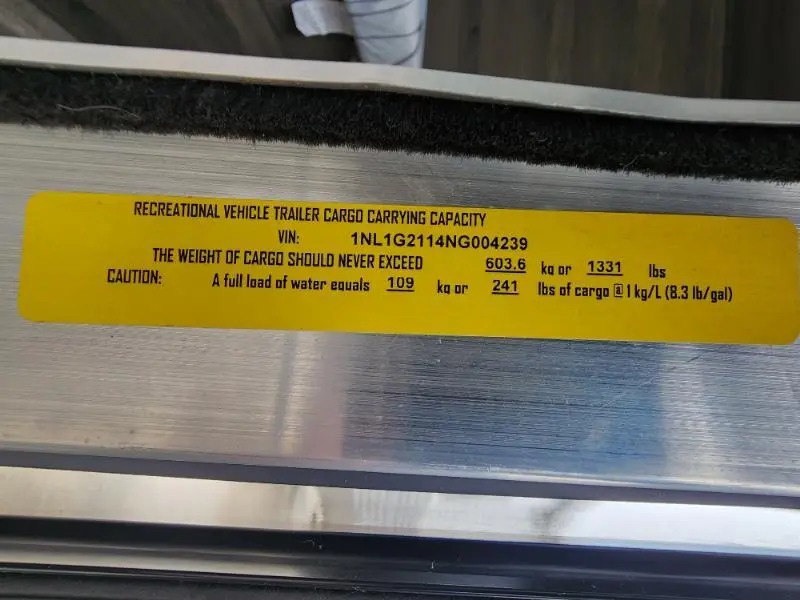 RECREATIONAL VEHICLE TRAILER CARGO CARRYING CAPACITY
VIN: 1NL1G2114NG004239
THE WEIGHT OF CARGO SHOULD NEVER EXCEED 603.6 kg or 1331 lbs
CAUTION: A full load of water equals 109 kg or 241 lbs of cargo @ 1 kg/L (8.3 lb/gal)